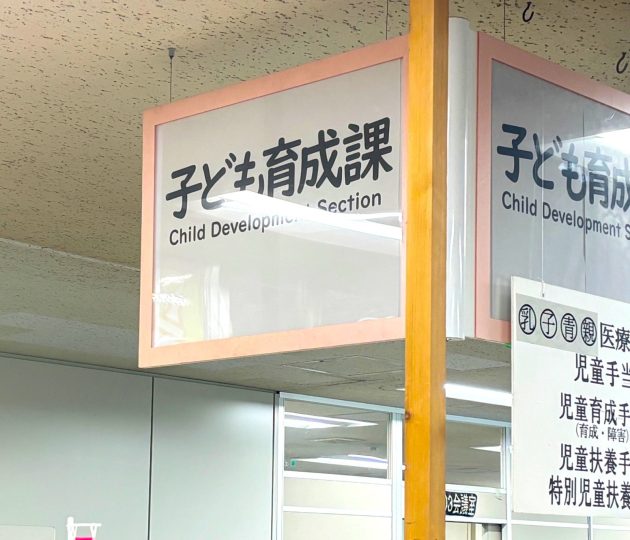 子ども育成課
Child Development Section
子ども育成
Child Development S
乳子青親医療
児童手当
児童育成手
(育成・障害)
児童扶養手
特別児童扶養
03会議室